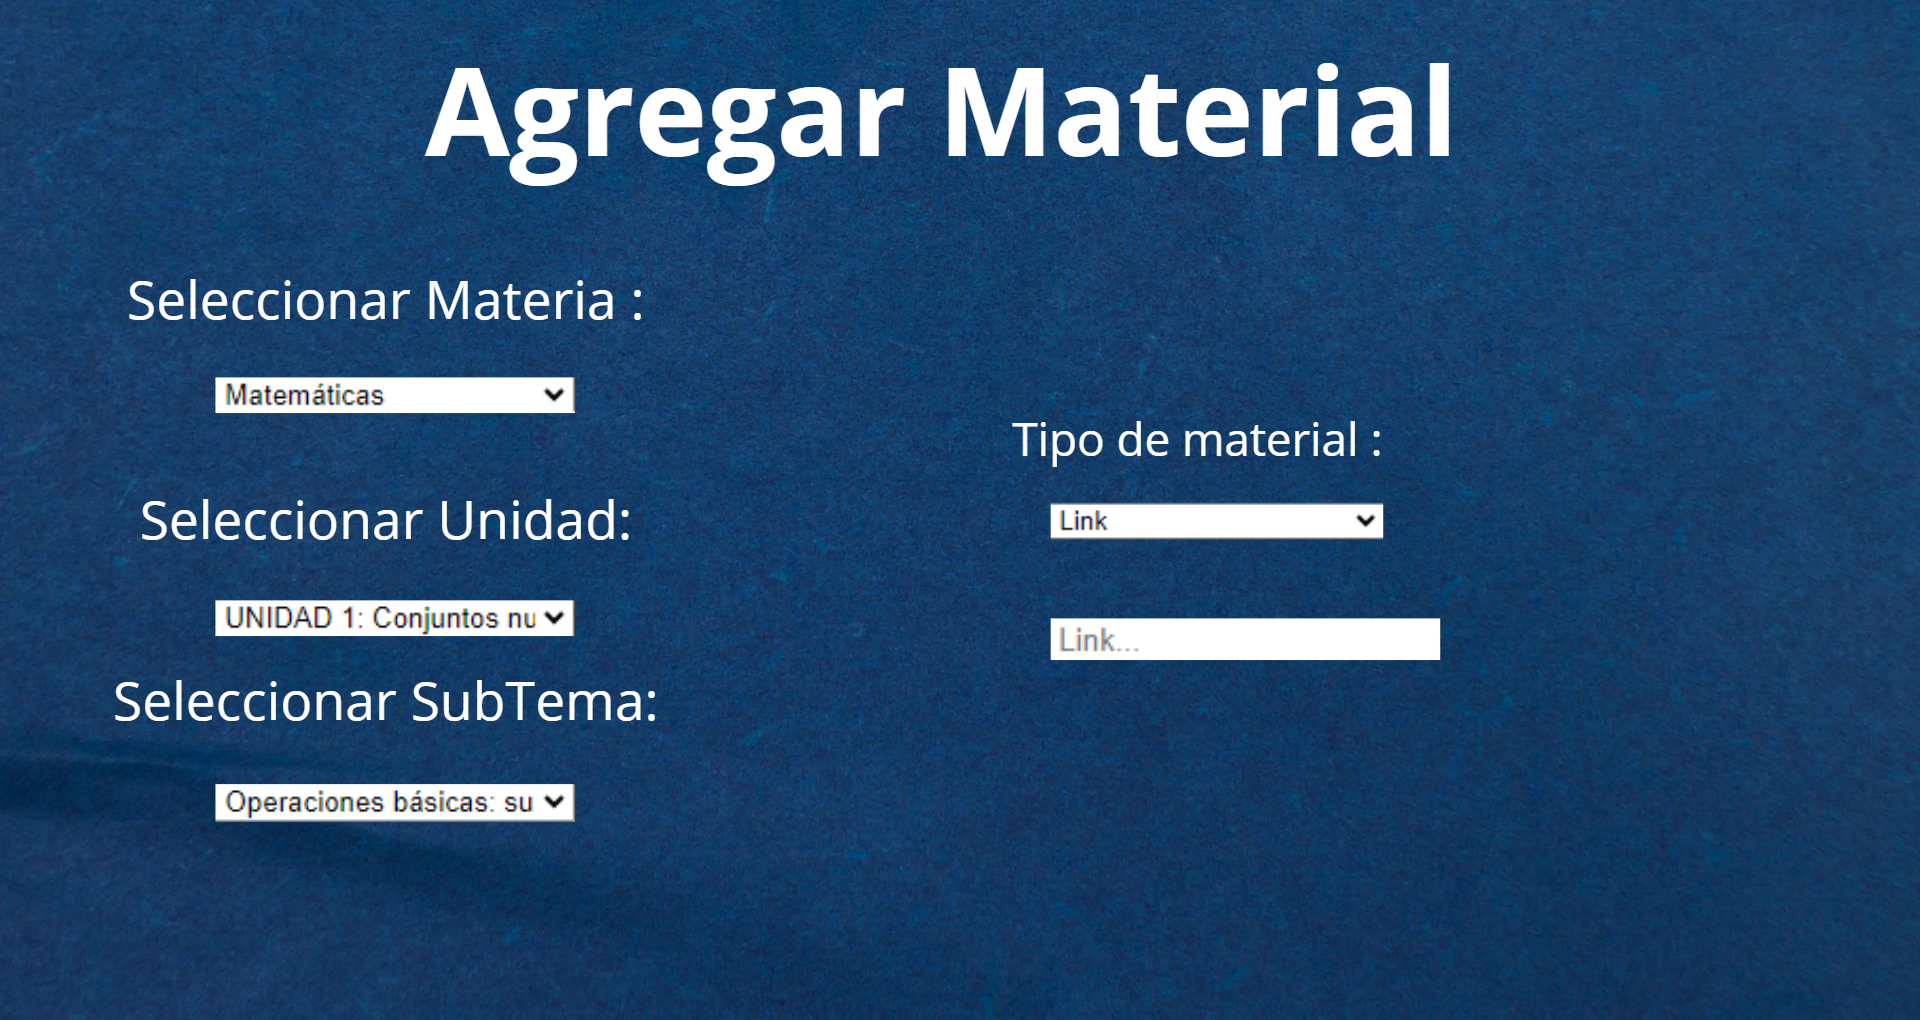 Agregar Material
Seleccionar Materia :
Matemáticas
Seleccionar Unidad:
UNIDAD 1: Conjuntos nu
Seleccionar SubTema:
Operaciones básicas: su
Tipo de material :
Link
Link...